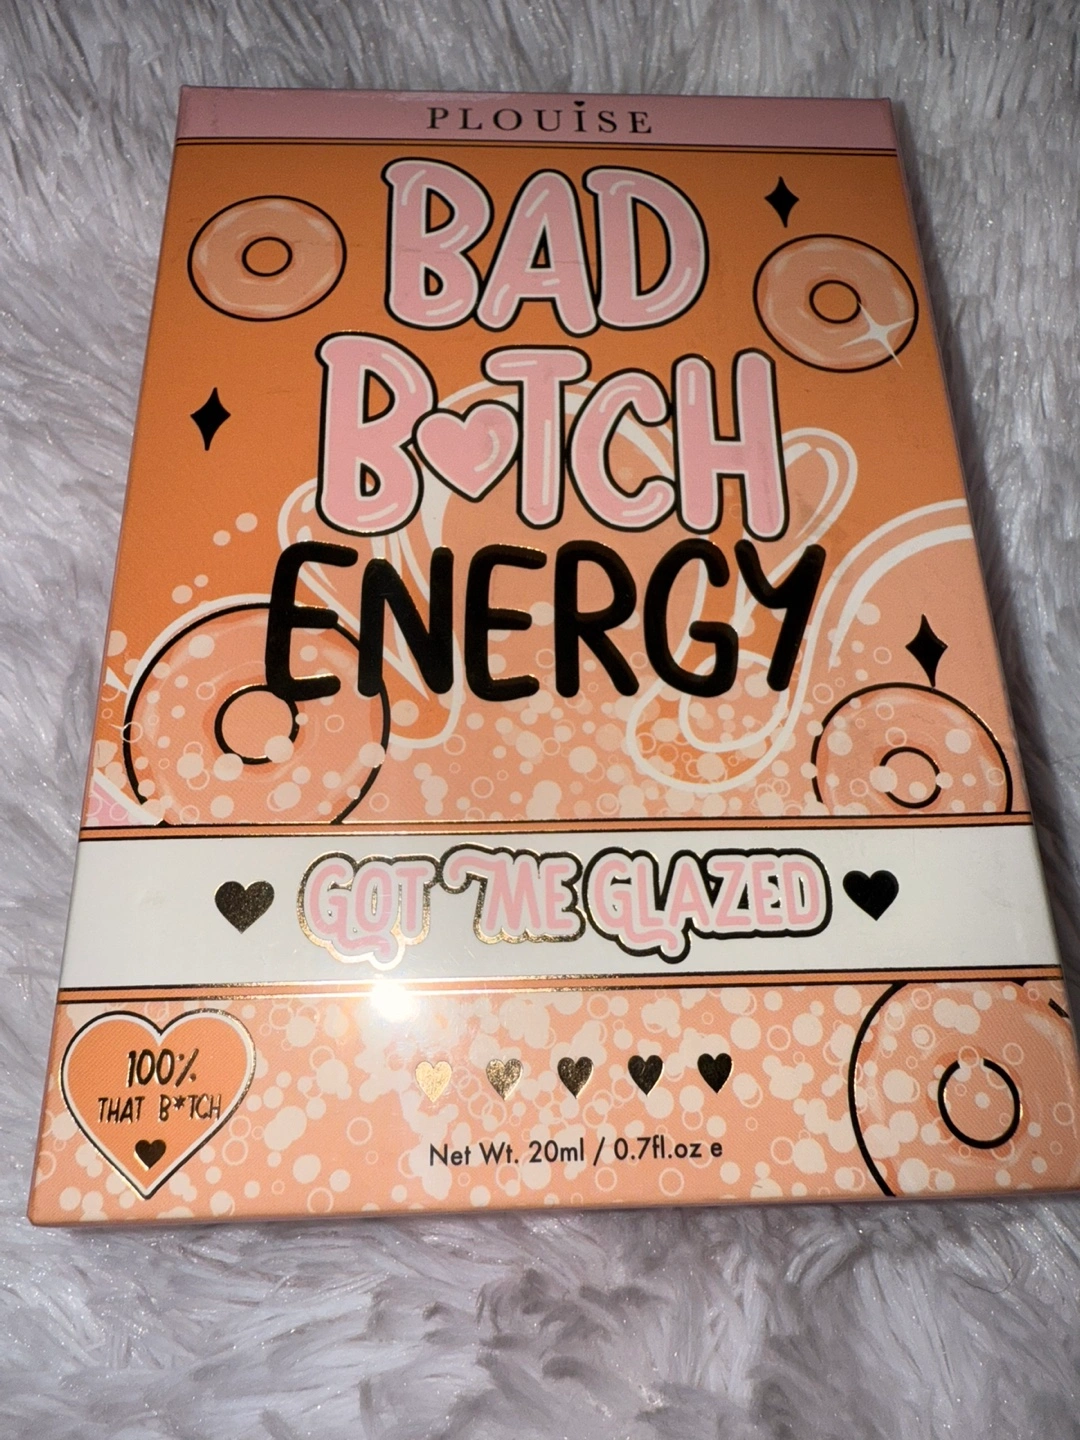 PLOUISE
BAD
B♥TCH
ENERGY
GOT ME GLAZED
100%
THAT B*TCH
Net Wt. 20ml / 0.7fl.oz e